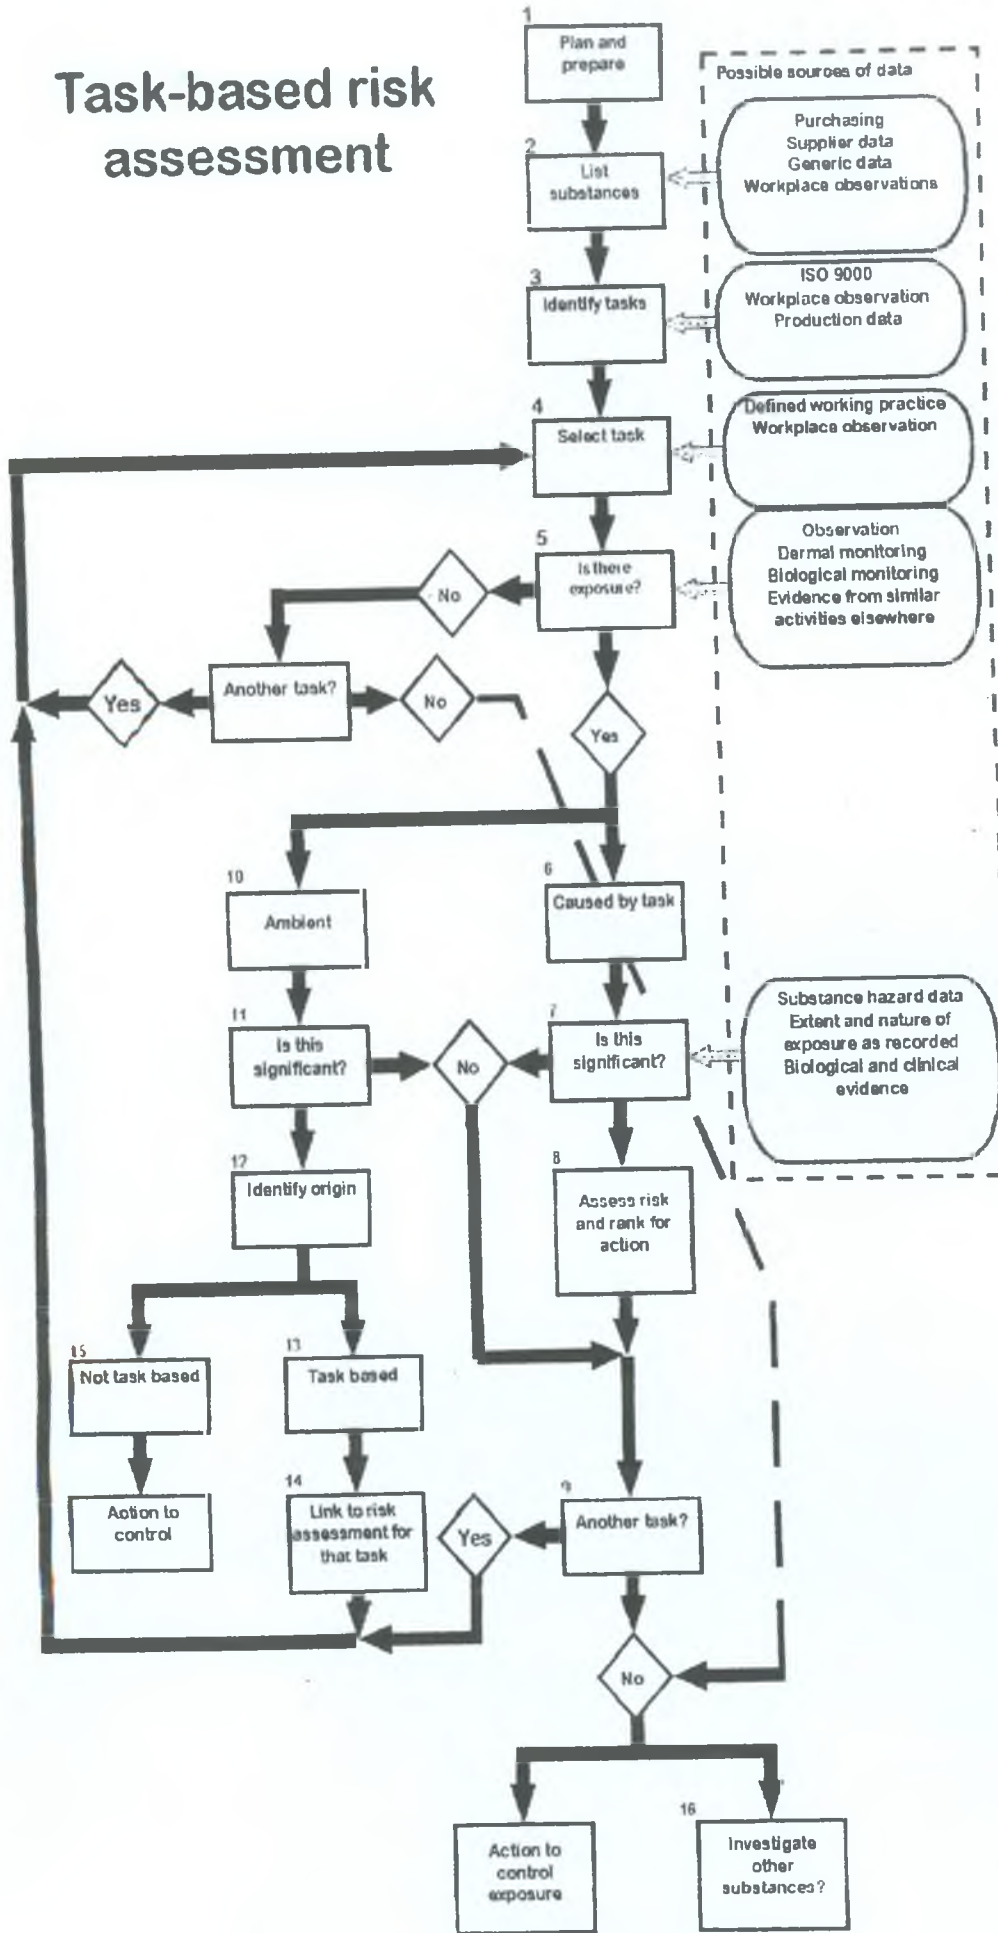 Task-based risk
assessment
1
Plan and
prepare
Possible sources of data
Purchasing
Supplier data
Generic data
Workplace observations
2
List
substances
3
Identify tasks
ISO 9000
Workplace observation
Production data
4
Select task
Defined working practice
Workplace observation
5
Is there
exposure?
Observation
Dermal monitoring
Biological monitoring
Evidence from similar
activities elsewhere
No
Another task?
Yes
No
Yes
10
Ambient
6
Caused by task
11
Is this
significant?
No
7
Is this
significant?
Substance hazard data
Extent and nature of
exposure as recorded
Biological and clinical
evidence
12
Identify origin
8
Assess risk
and rank for
action
15
Not task based
13
Task based
Action to
control
14
Link to risk
assessment for
that task
Yes
9
Another task?
No
Action to
control
exposure
16
Investigate
other
substances?